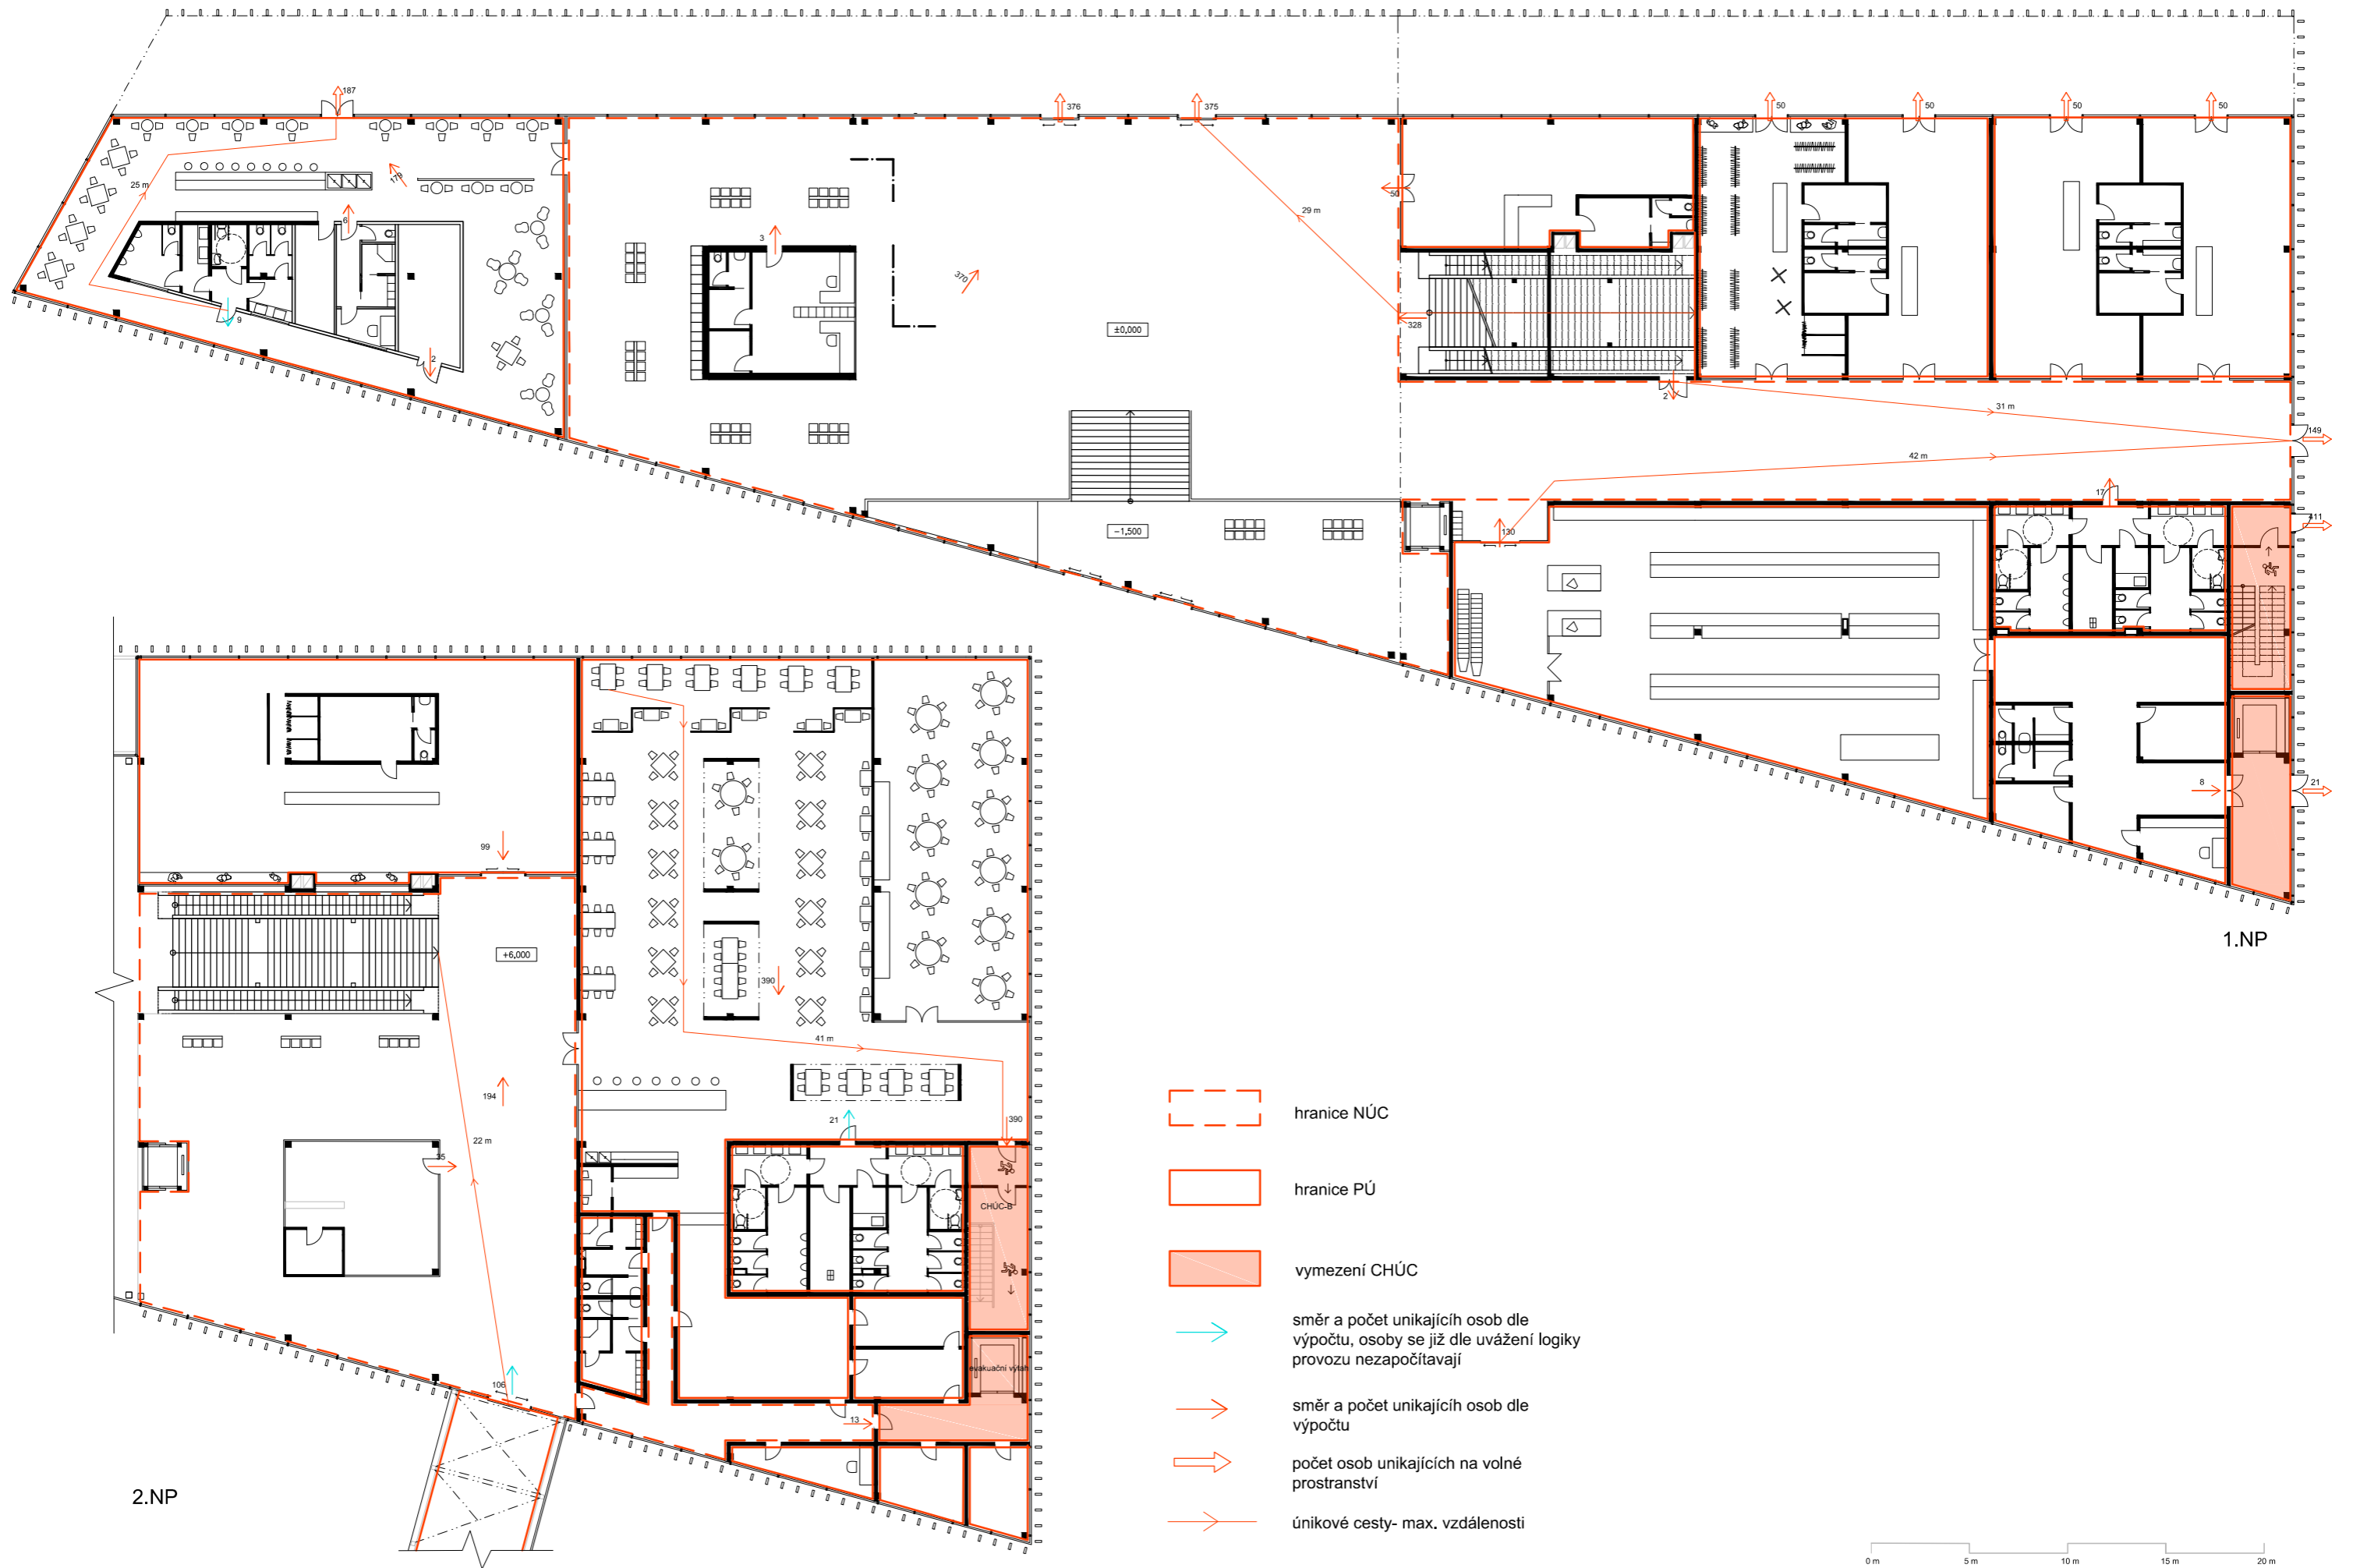 187
376
375
50
50
50
50
25 m
179
6
50
29 m
3
370
±0,000
328
9
2
2
31 m
149
42 m
17
−1,500
130
411
8
21
1.NP
99
+6,000
390
41 m
194
21
390
22 m
35
CHÚC-B
evakuační výtah
106
13
2.NP
hranice NÚC
hranice PÚ
vymezení CHÚC
směr a počet unikajících osob dle
výpočtu, osoby se již dle uvážení logiky
provozu nezapočítavají
směr a počet unikajících osob dle
výpočtu
počet osob unikajících na volné
prostranství
únikové cesty- max. vzdálenosti
0 m 5 m 10 m 15 m 20 m